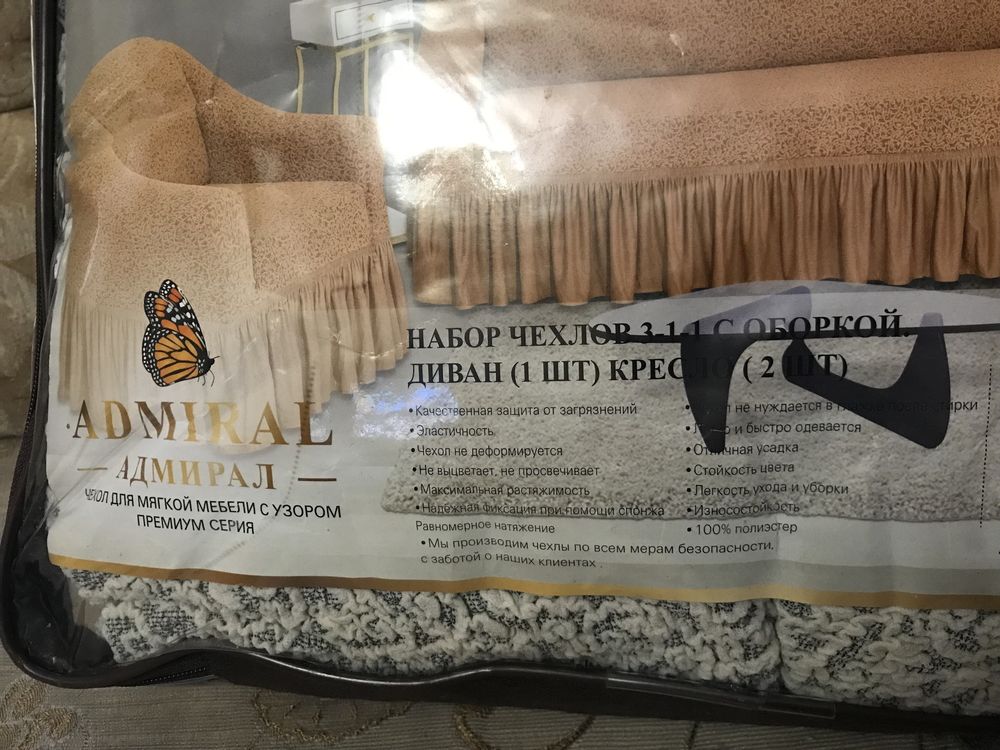 НАБОР ЧЕХЛОВ 3-1-1 С ОБОРКОЙ.
ДИВАН (1 ШТ) КРЕСЛО ( 2 ШТ)
ADMIRAL
— АДМИРАЛ —
ЧЕХОЛ ДЛЯ МЯГКОЙ МЕБЕЛИ С УЗОРОМ
ПРЕМИУМ СЕРИЯ
•Качественная защита от загрязнений
•Эластичность
•Чехол не деформируется
•Не выцветает, не просвечивает
•Максимальная растяжимость
•Надёжная фиксация при помощи спонжа
Равномерное натяжение
•Мы производим чехлы по всем мерам безопасности,
с заботой о наших клиентах .
не нуждается в после стирки
и быстро одевается
•Отличная усадка
•Стойкость цвета
•Легкость ухода и уборки
•Износостойкость
•100% полиэстер